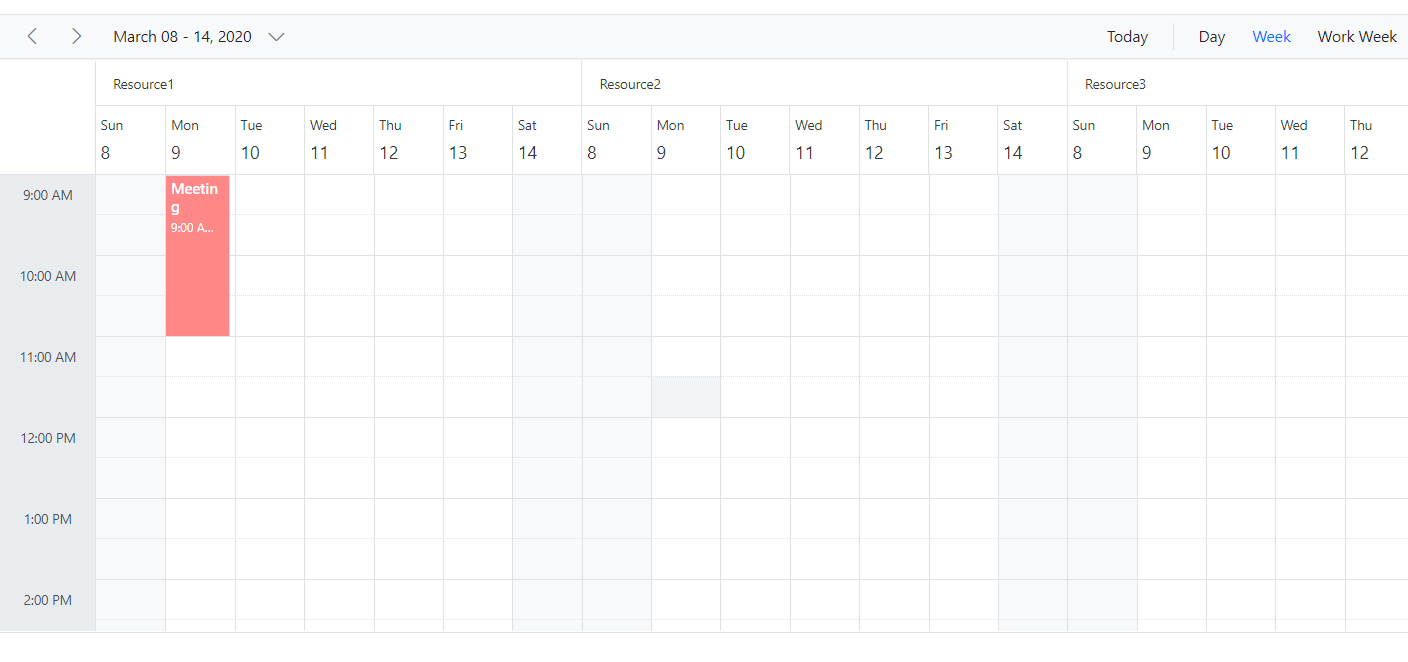 March 08 - 14, 2020 Today Day Week Work Week
Resource1 Resource2 Resource3
Sun Mon Tue Wed Thu Fri Sat Sun Mon Tue Wed Thu Fri Sat Sun Mon Tue Wed Thu
8 9 10 11 12 13 14 8 9 10 11 12 13 14 8 9 10 11 12
9:00 AM
Meetin
g
9:00 A...
10:00 AM
11:00 AM
12:00 PM
1:00 PM
2:00 PM